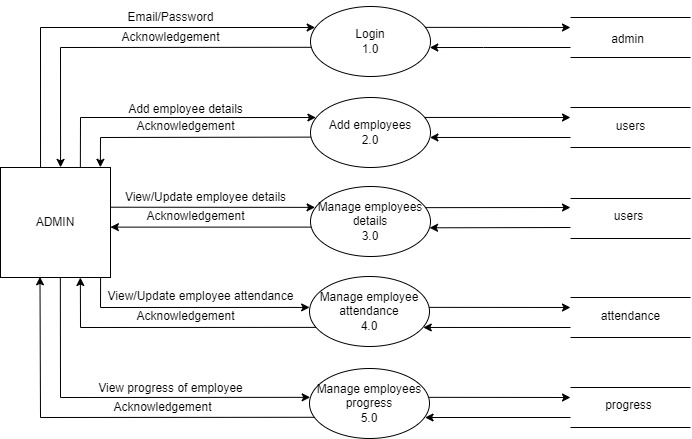 Email/Password
Acknowledgement
Login
1.0
admin
Add employee details
Acknowledgement
Add employees
2.0
users
ADMIN
View/Update employee details
Acknowledgement
Manage employees
details
3.0
users
View/Update employee attendance
Acknowledgement
Manage employee
attendance
4.0
attendance
View progress of employee
Acknowledgement
Manage employees
progress
5.0
progress